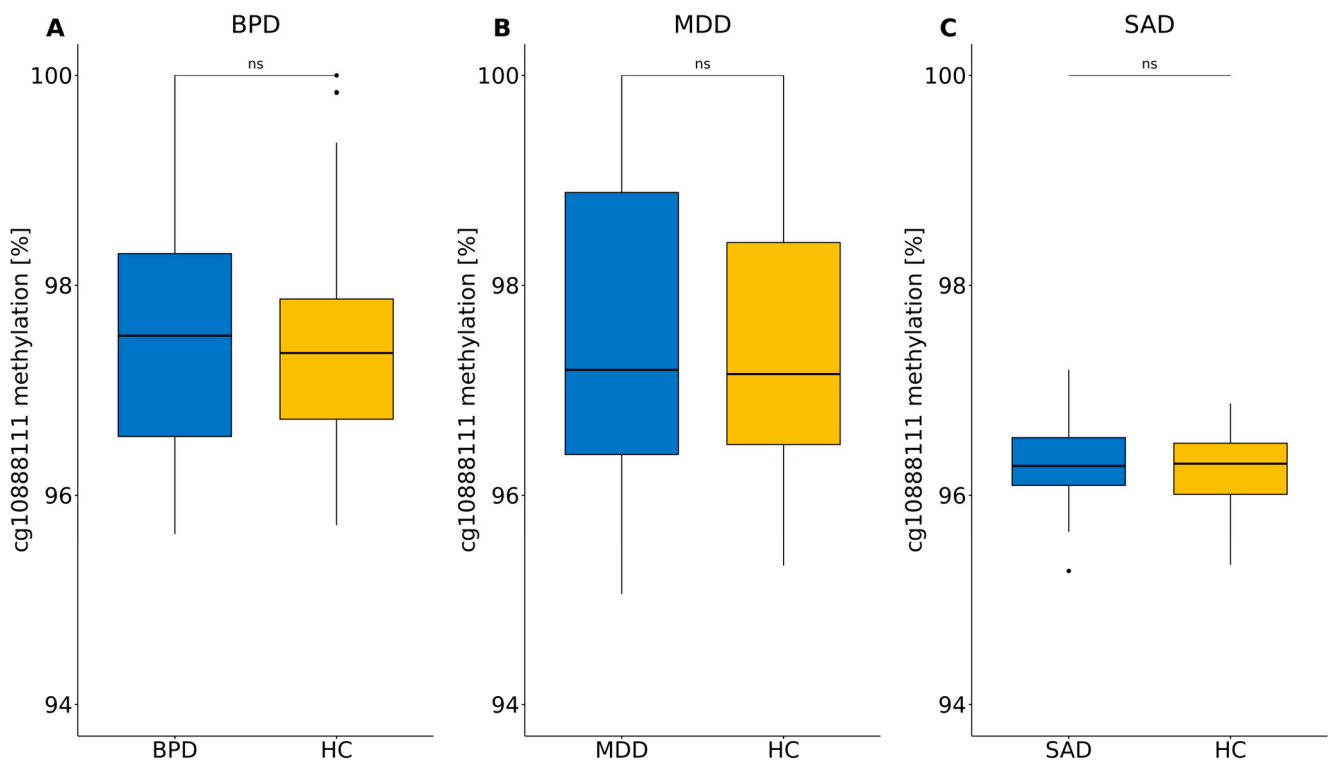 A BPD
ns
100
98
96
94
cg10888111 methylation [%]
BPD HC
B MDD
ns
100
98
96
94
cg10888111 methylation [%]
MDD HC
C SAD
ns
100
98
96
94
cg10888111 methylation [%]
SAD HC